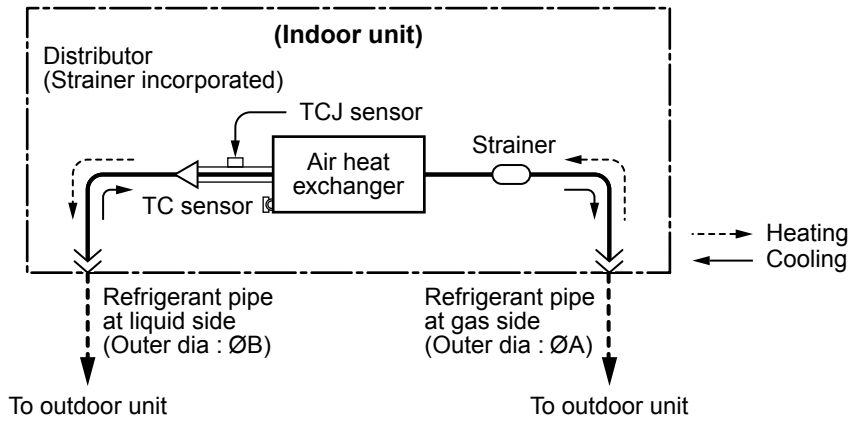 (Indoor unit)
Distributor
(Strainer incorporated)
TCJ sensor
Air heat
exchanger
Strainer
TC sensor
Heating
Cooling
Refrigerant pipe
at liquid side
(Outer dia : ØB)
Refrigerant pipe
at gas side
(Outer dia : ØA)
To outdoor unit
To outdoor unit